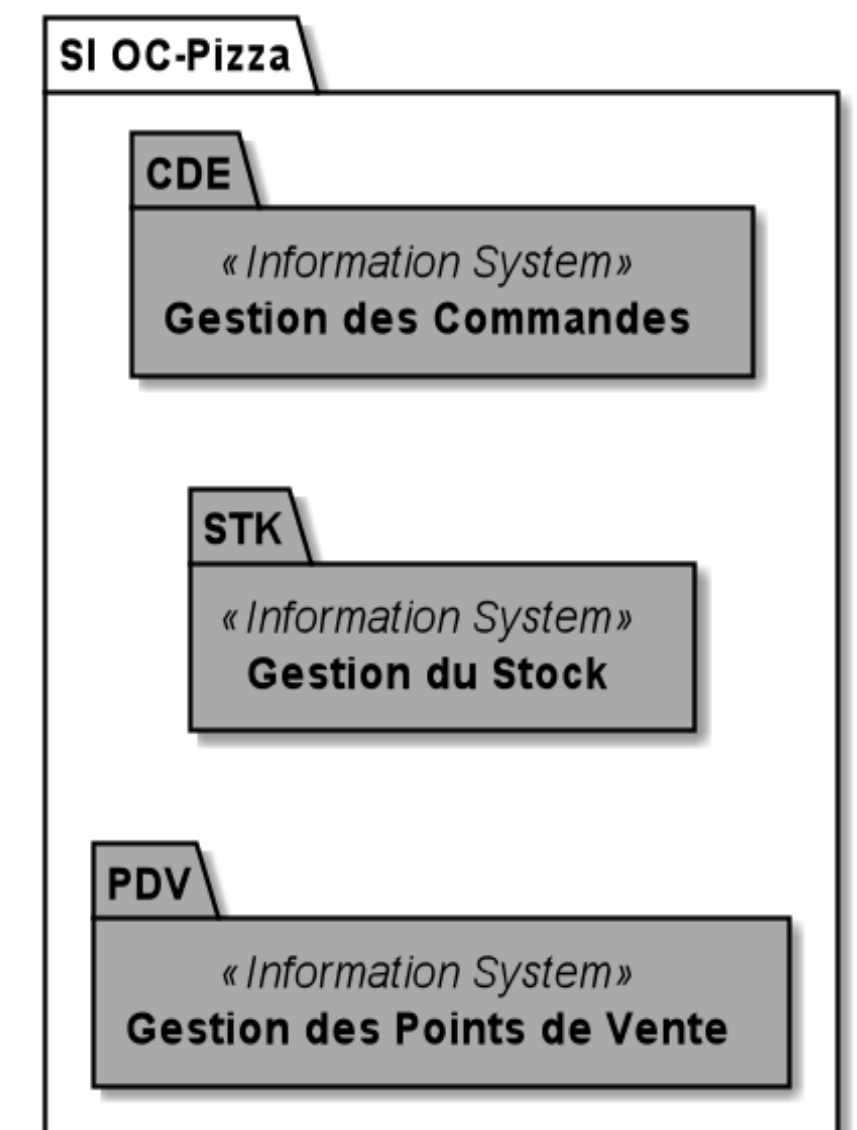 SI OC-Pizza
CDE
«Information System»
Gestion des Commandes
STK
«Information System»
Gestion du Stock
PDV
«Information System»
Gestion des Points de Vente